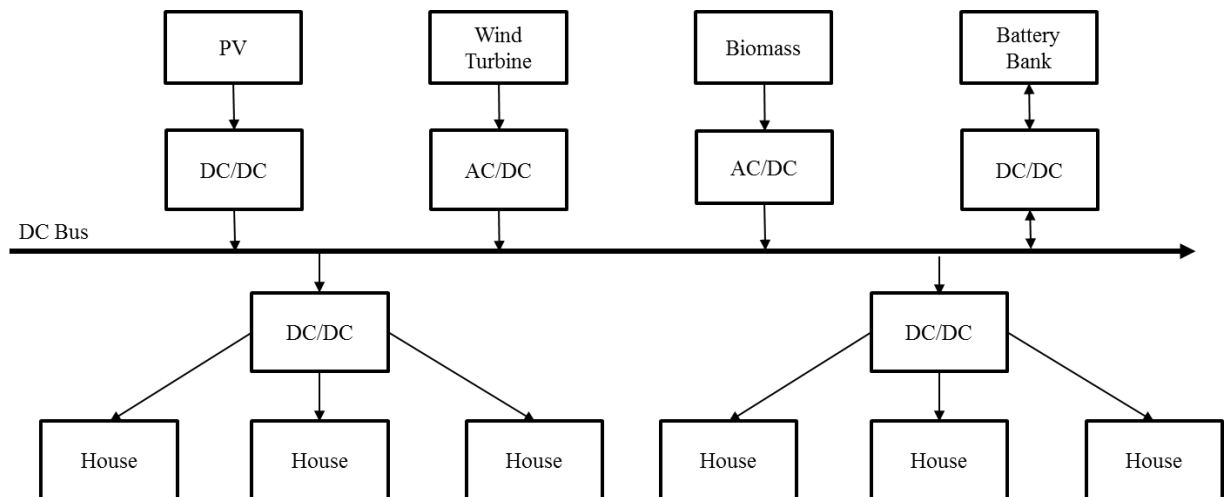 PV
Wind
Turbine
Biomass
Battery
Bank
DC/DC
AC/DC
AC/DC
DC/DC
DC Bus
DC/DC
DC/DC
House
House
House
House
House
House